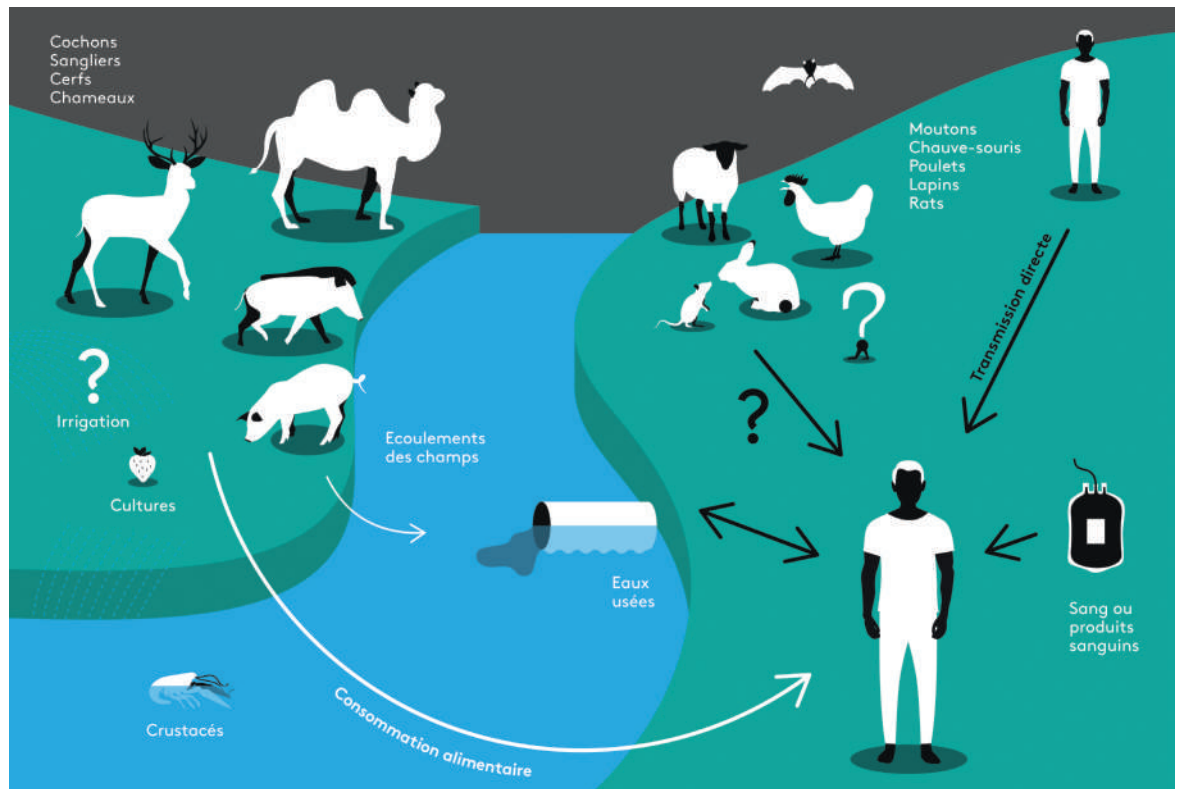 Cochons
Sangliers
Cerfs
Chameaux
Moutons
Chauve-souris
Poulets
Lapins
Rats
Transmission directe
?
?
?
Irrigation
Cultures
Ecoulements
des champs
Eaux
usées
Sang ou
produits
sanguins
Crustacés
Consommation alimentaire